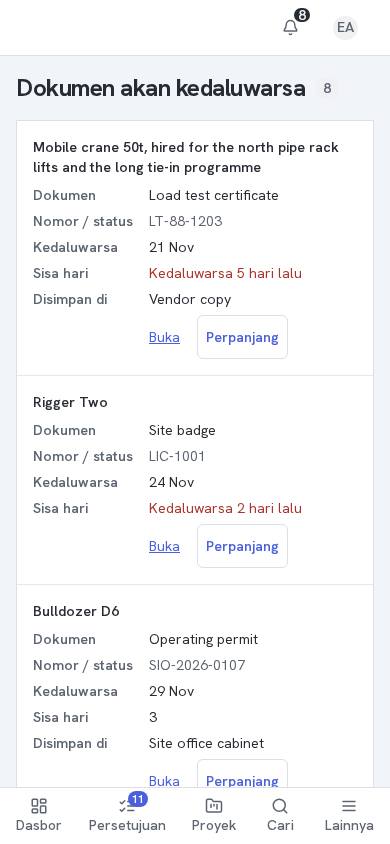 8
EA
Dokumen akan kedaluwarsa 8
Mobile crane 50t, hired for the north pipe rack
lifts and the long tie-in programme
Dokumen Load test certificate
Nomor / status LT-88-1203
Kedaluwarsa 21 Nov
Sisa hari Kedaluwarsa 5 hari lalu
Disimpan di Vendor copy
Buka Perpanjang
Rigger Two
Dokumen Site badge
Nomor / status LIC-1001
Kedaluwarsa 24 Nov
Sisa hari Kedaluwarsa 2 hari lalu
Buka Perpanjang
Bulldozer D6
Dokumen Operating permit
Nomor / status SIO-2026-0107
Kedaluwarsa 29 Nov
Sisa hari 3
Disimpan di Site office cabinet
Buka Perpanjang
11
Dasbor Persetujuan Proyek Cari Lainnya